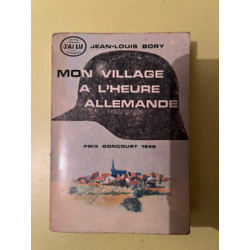 J'AI LU
JEAN-LOUIS BORY
MON VILLAGE
A L'HEURE
ALLEMANDE
PRIX GONCOURT 1945